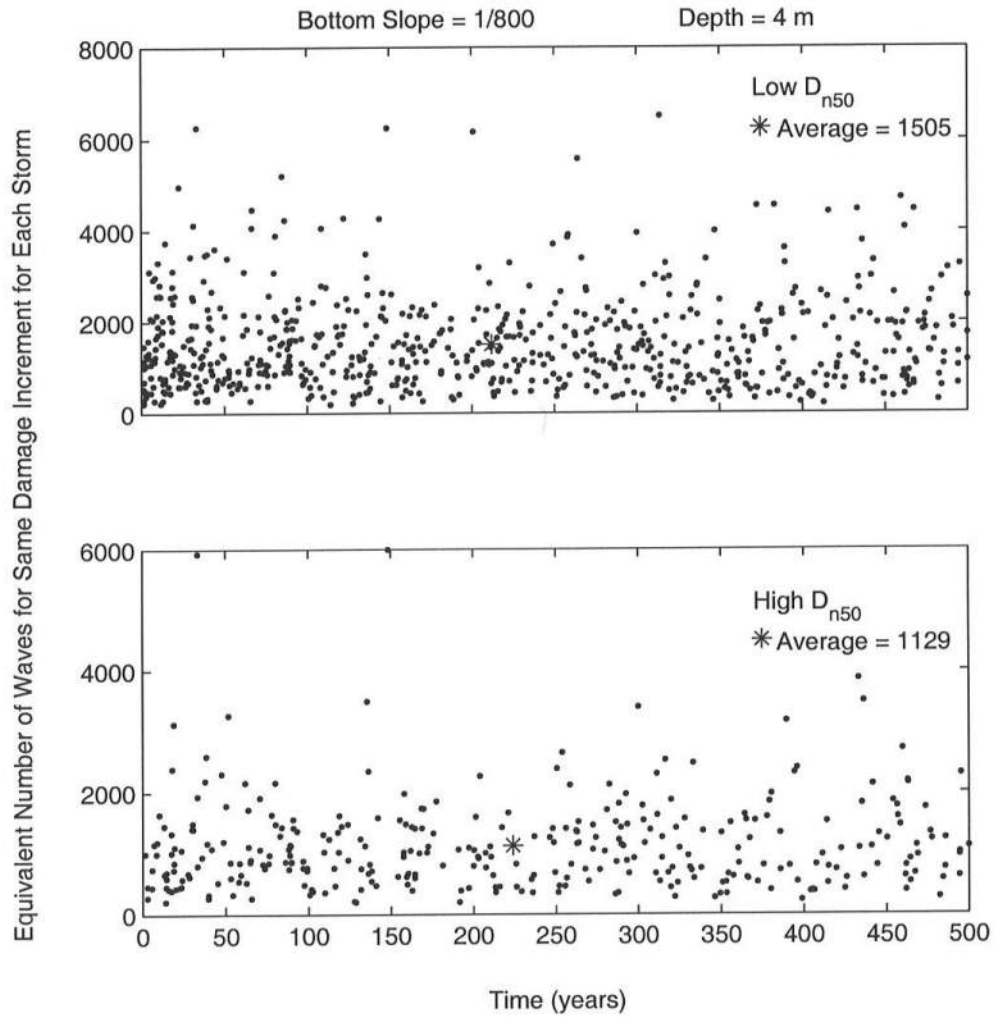 Bottom Slope = 1/800 Depth = 4 m
Equivalent Number of Waves for Same Damage Increment for Each Storm
8000
6000
4000
2000
0
Low Dn50
✳ Average = 1505
6000
4000
2000
0
High Dn50
✳ Average = 1129
0 50 100 150 200 250 300 350 400 450 500
Time (years)